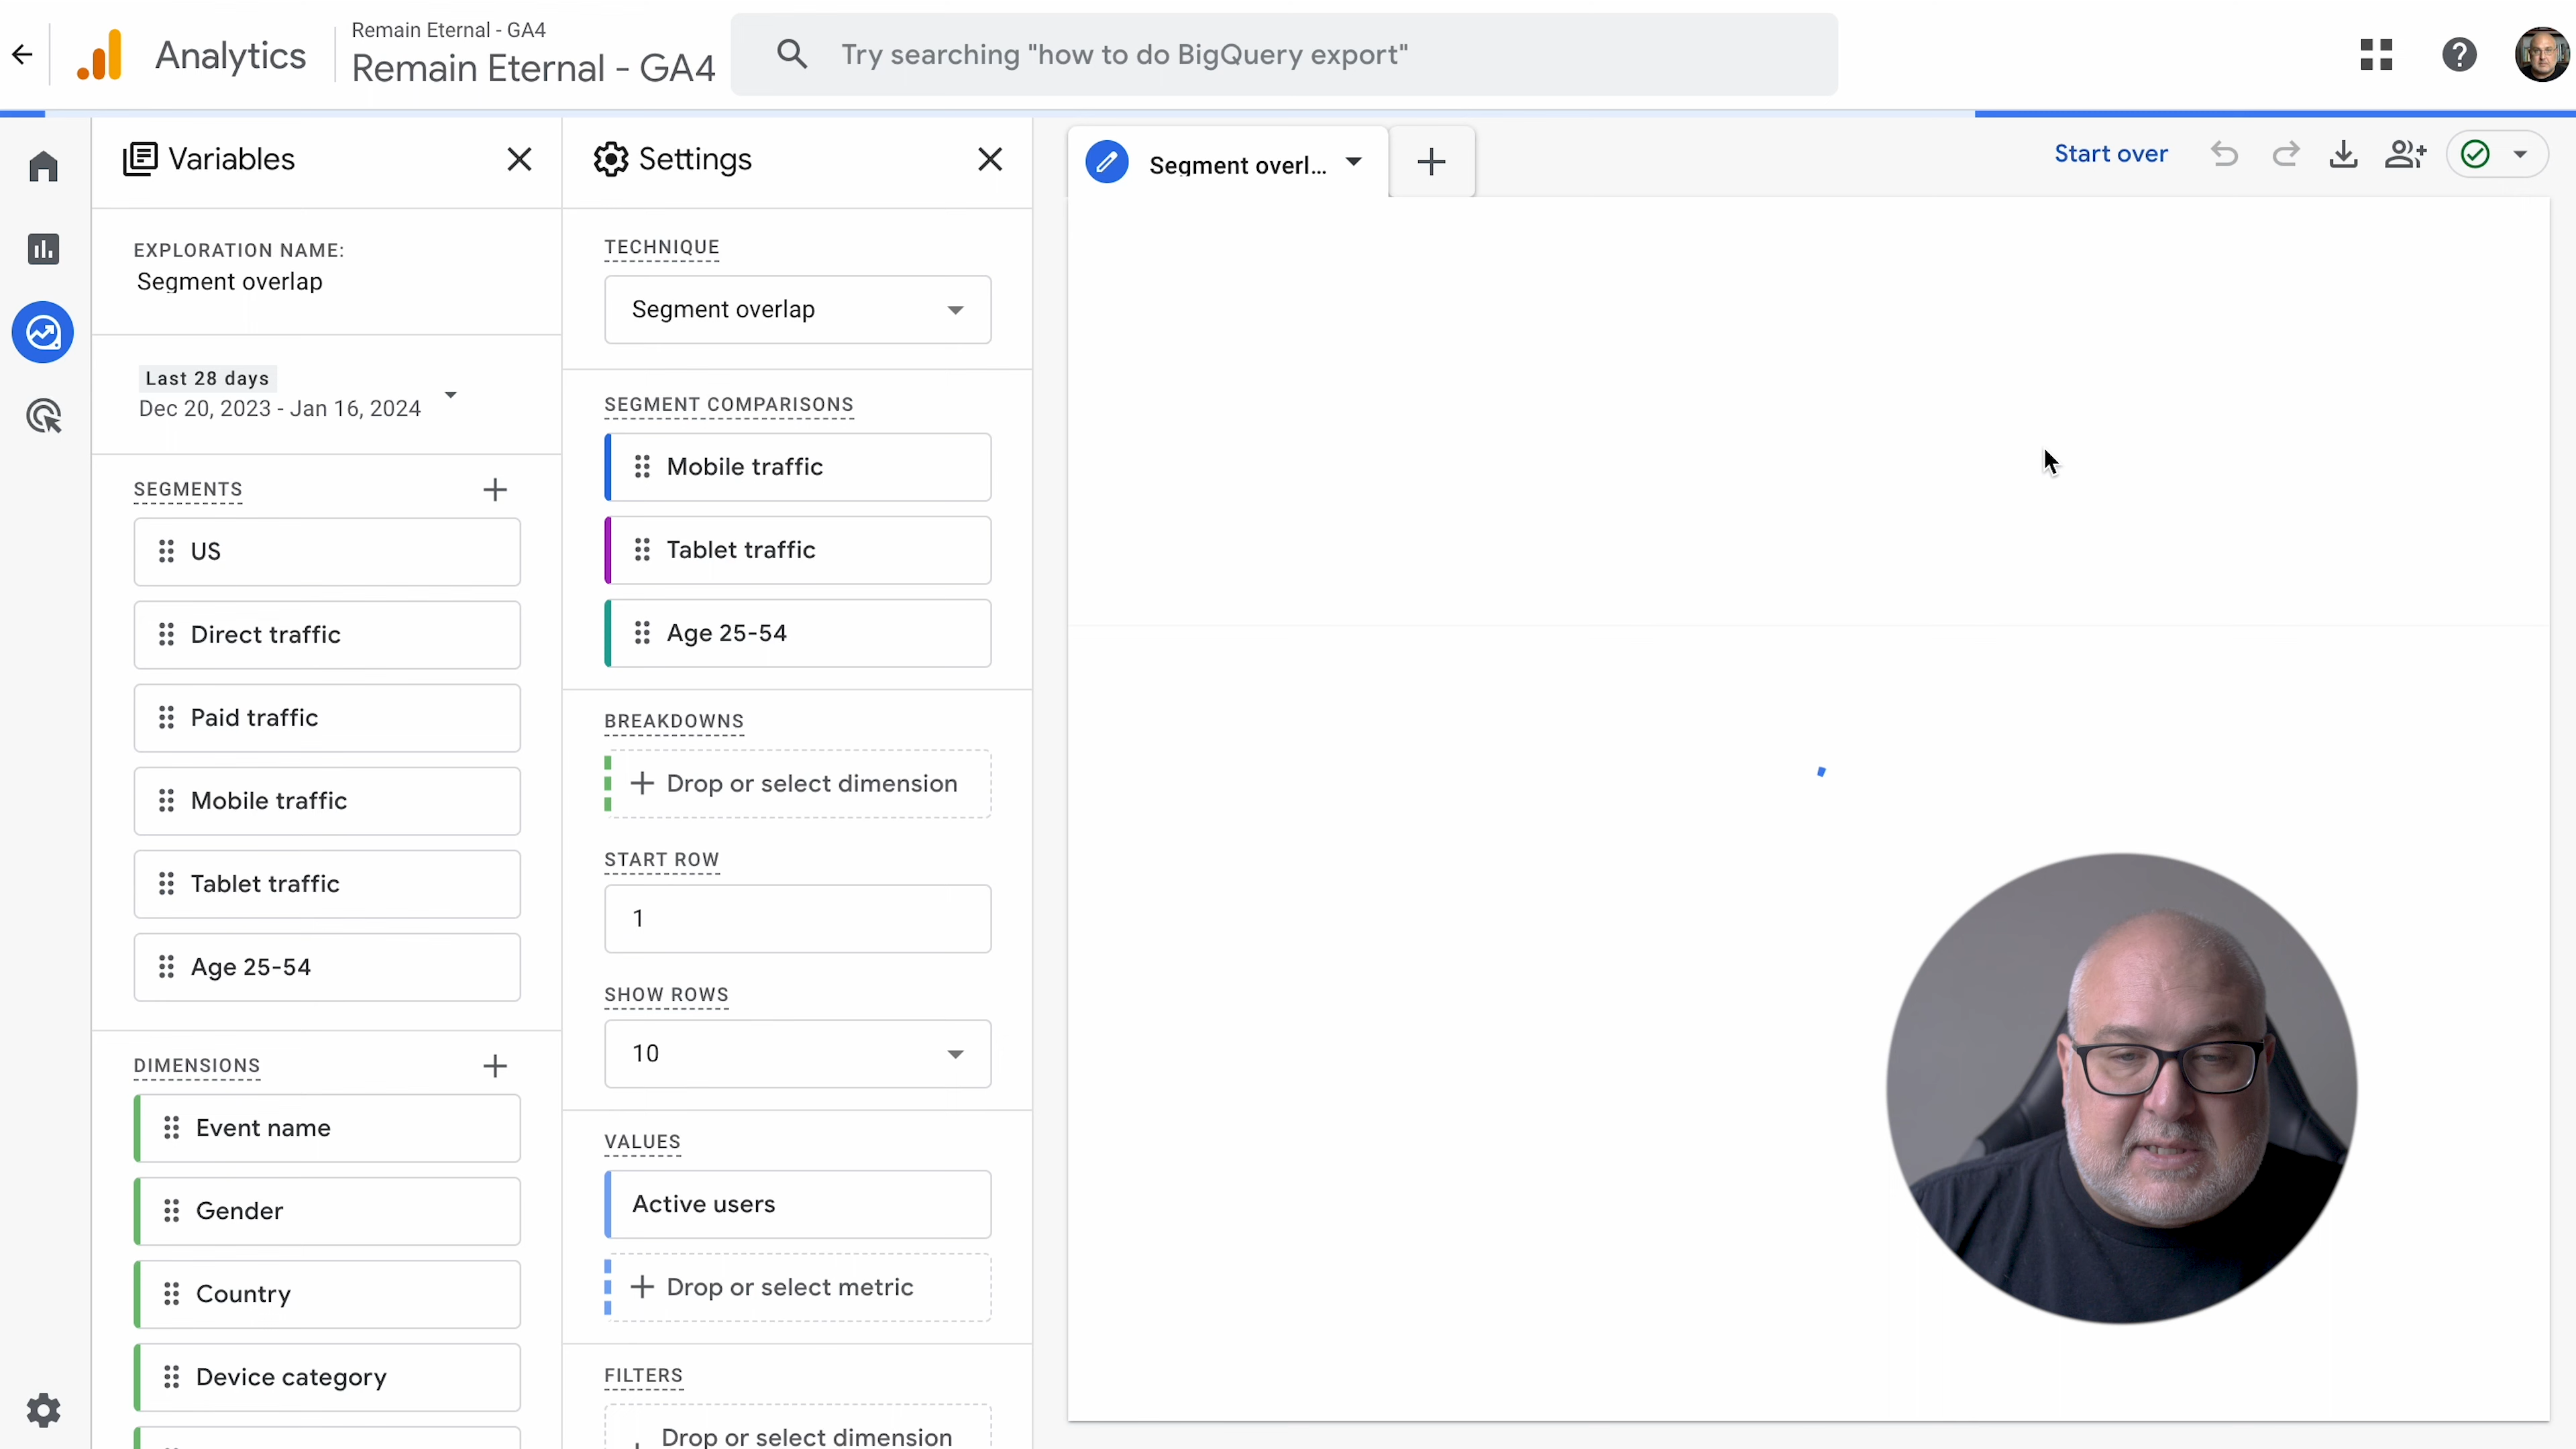 Analytics
Remain Eternal - GA4
Remain Eternal - GA4
Try searching "how to do BigQuery export"
Variables
EXPLORATION NAME:
Segment overlap
Last 28 days
Dec 20, 2023 - Jan 16, 2024
SEGMENTS
US
Direct traffic
Paid traffic
Mobile traffic
Tablet traffic
Age 25-54
DIMENSIONS
Event name
Gender
Country
Device category
Settings
TECHNIQUE
Segment overlap
SEGMENT COMPARISONS
Mobile traffic
Tablet traffic
Age 25-54
BREAKDOWNS
Drop or select dimension
START ROW
1
SHOW ROWS
10
VALUES
Active users
Drop or select metric
FILTERS
Drop or select dimension
Segment overl...
Start over